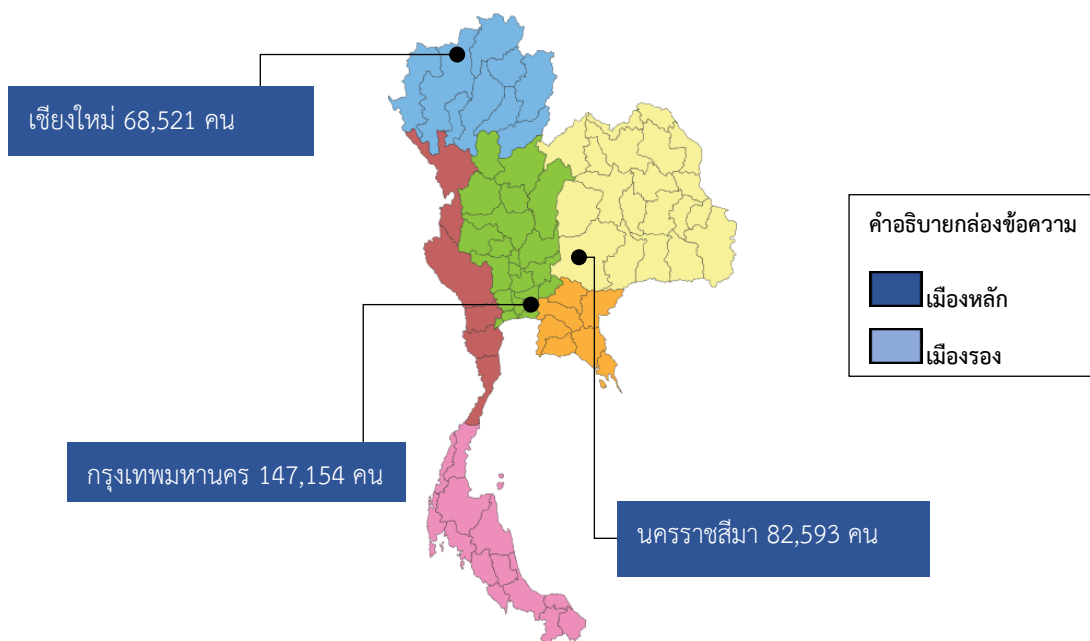 เชียงใหม่ 68,521 คน
คำอธิบายกล่องข้อความ
เมืองหลัก
เมืองรอง
กรุงเทพมหานคร 147,154 คน
นครราชสีมา 82,593 คน